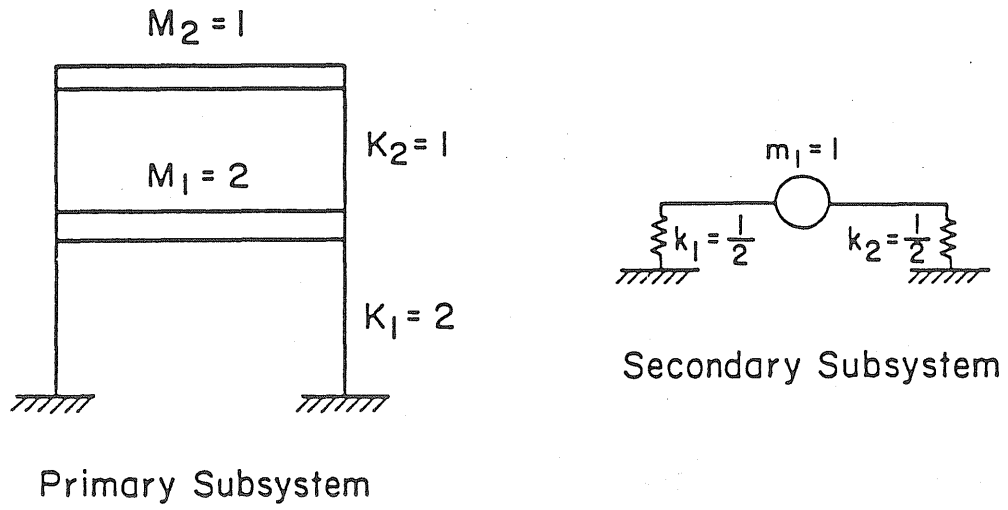 M₂ = 1
K₂ = 1
M₁ = 2
K₁ = 2
Primary Subsystem
m₁ = 1
k₁ = 1/2
k₂ = 1/2
Secondary Subsystem